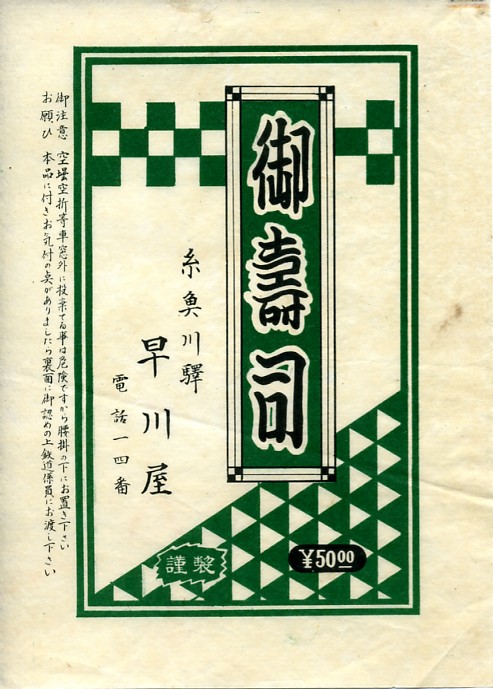 御壽司
糸魚川驛
早川屋
電話一四番
謹製
¥5000
御注意 空壜空折等車窓外に投棄てる事は危険ですから腰掛の下にお置き下さい
お願ひ 本品に付きお気付の点がありましたら裏面に御認めの上鉄道係員にお渡し下さい